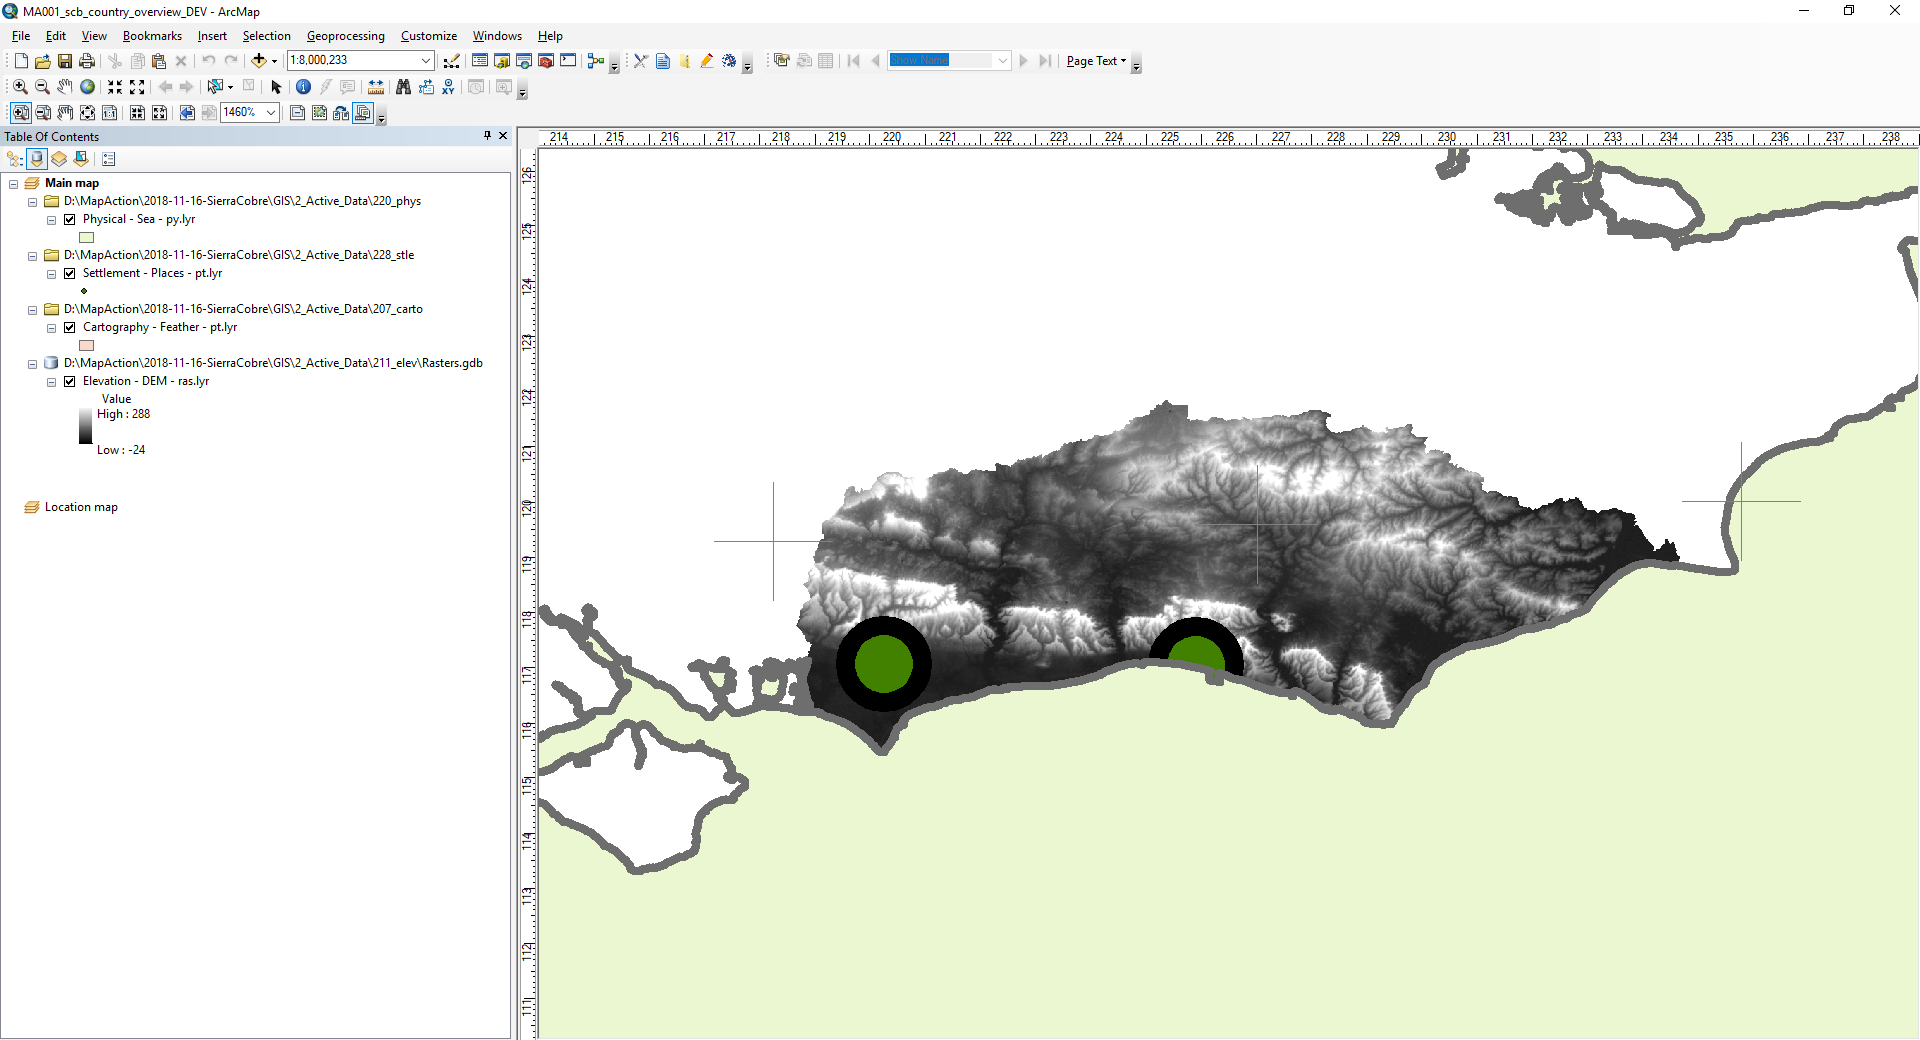 MA001_scb_country_overview_DEV - ArcMap
File Edit View Bookmarks Insert Selection Geoprocessing Customize Windows Help
1:8,000,233
Show Name
Page Text
1460%
Table Of Contents
214 215 216 217 218 219 220 221 222 223 224 225 226 227 228 229 230 231 232 233 234 235 236 237 238
Main map
D:\MapAction\2018-11-16-SierraCobre\GIS\2_Active_Data\220_phys
Physical - Sea - py.lyr
D:\MapAction\2018-11-16-SierraCobre\GIS\2_Active_Data\228_stle
Settlement - Places - pt.lyr
D:\MapAction\2018-11-16-SierraCobre\GIS\2_Active_Data\207_carto
Cartography - Feather - pt.lyr
D:\MapAction\2018-11-16-SierraCobre\GIS\2_Active_Data\211_elev\Rasters.gdb
Elevation - DEM - ras.lyr
Value
High : 288
Low : -24
Location map
126
125
124
123
122
121
120
119
118
117
116
115
114
113
112
111